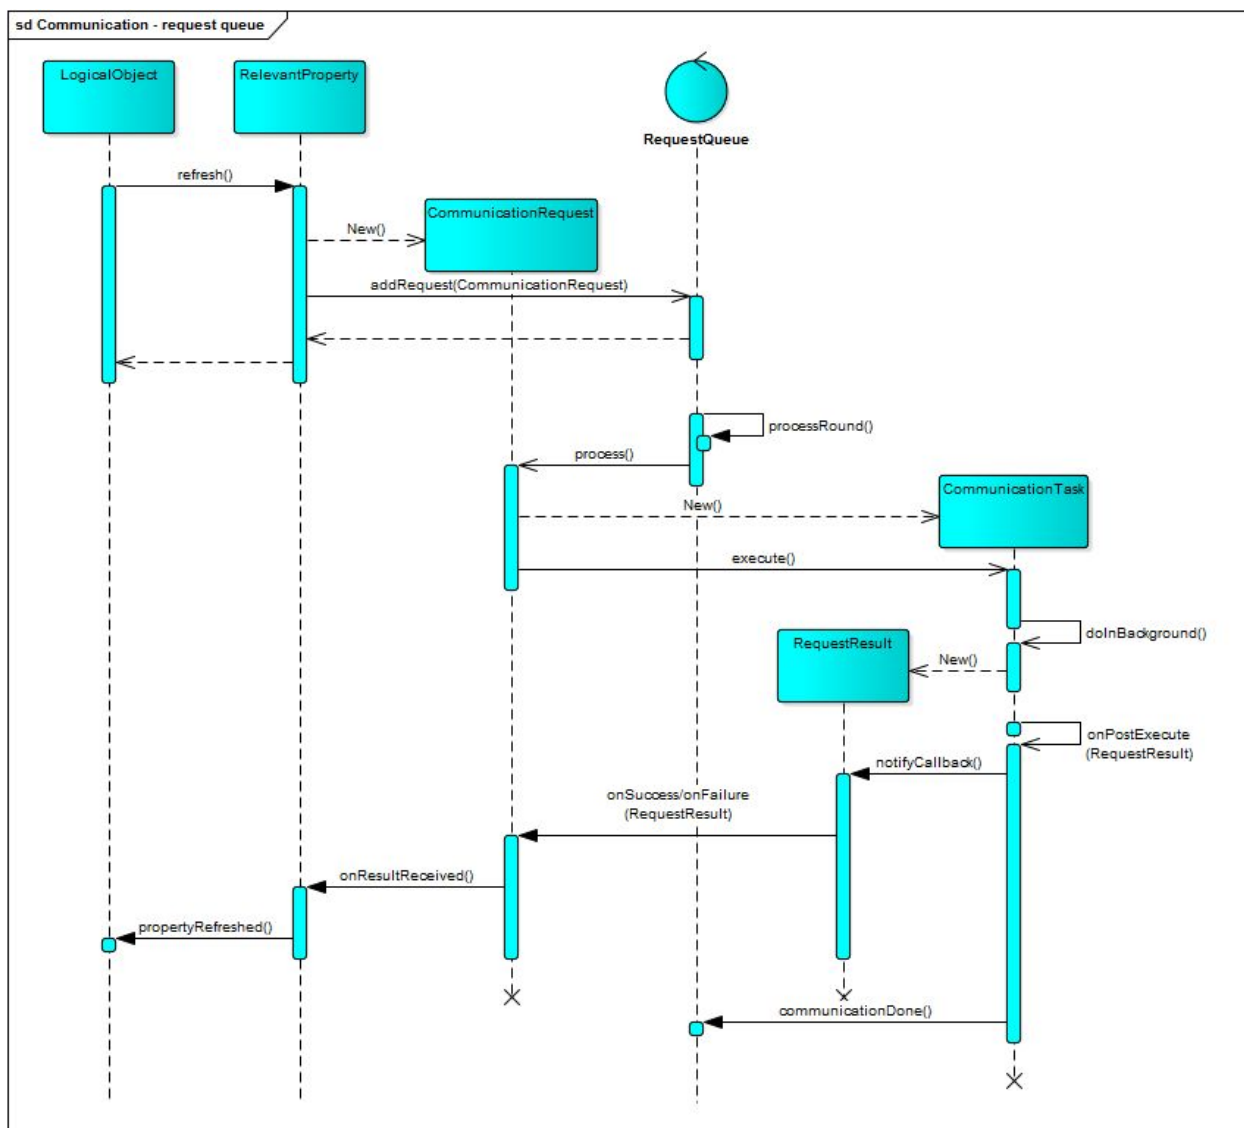 sd Communication - request queue
LogicalObject
RelevantProperty
RequestQueue
refresh()
CommunicationRequest
New()
addRequest(CommunicationRequest)
processRound()
process()
CommunicationTask
New()
execute()
doInBackground()
RequestResult
New()
onPostExecute
(RequestResult)
notifyCallback()
onSuccess/onFailure
(RequestResult)
onResultReceived()
propertyRefreshed()
communicationDone()